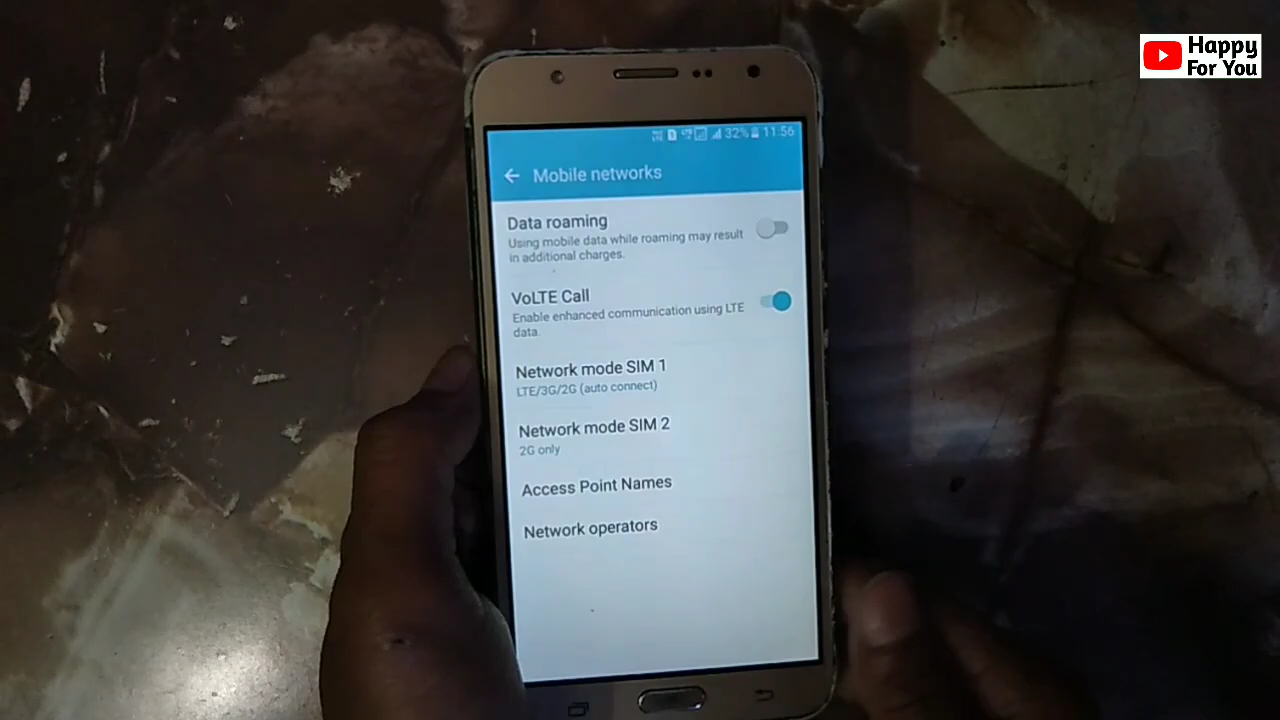 Happy
For You
32% 11:56
Mobile networks
Data roaming
Using mobile data while roaming may result
in additional charges.
VoLTE Call
Enable enhanced communication using LTE
data.
Network mode SIM 1
LTE/3G/2G (auto connect)
Network mode SIM 2
2G only
Access Point Names
Network operators